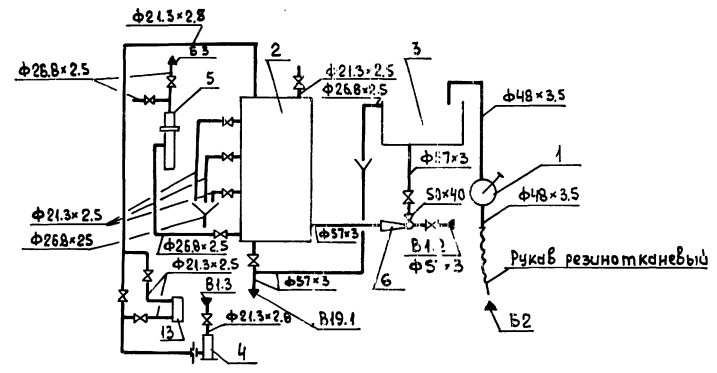 ф21.3×2.8
Б3
ф26.8×2.5
5
2
ф21.3×2.5
ф26.8×2.5
3
ф48×3.5
ф57×3
1
50×40
ф48×3.5
ф21.3×2.5
ф26.8×25
ф26.8×2.5
ф57×3
6
Рукав резинотканевый
ф21.3×2.5
В1.3
ф57×3
В19.1
Б2
13
ф21.3×2.8
4